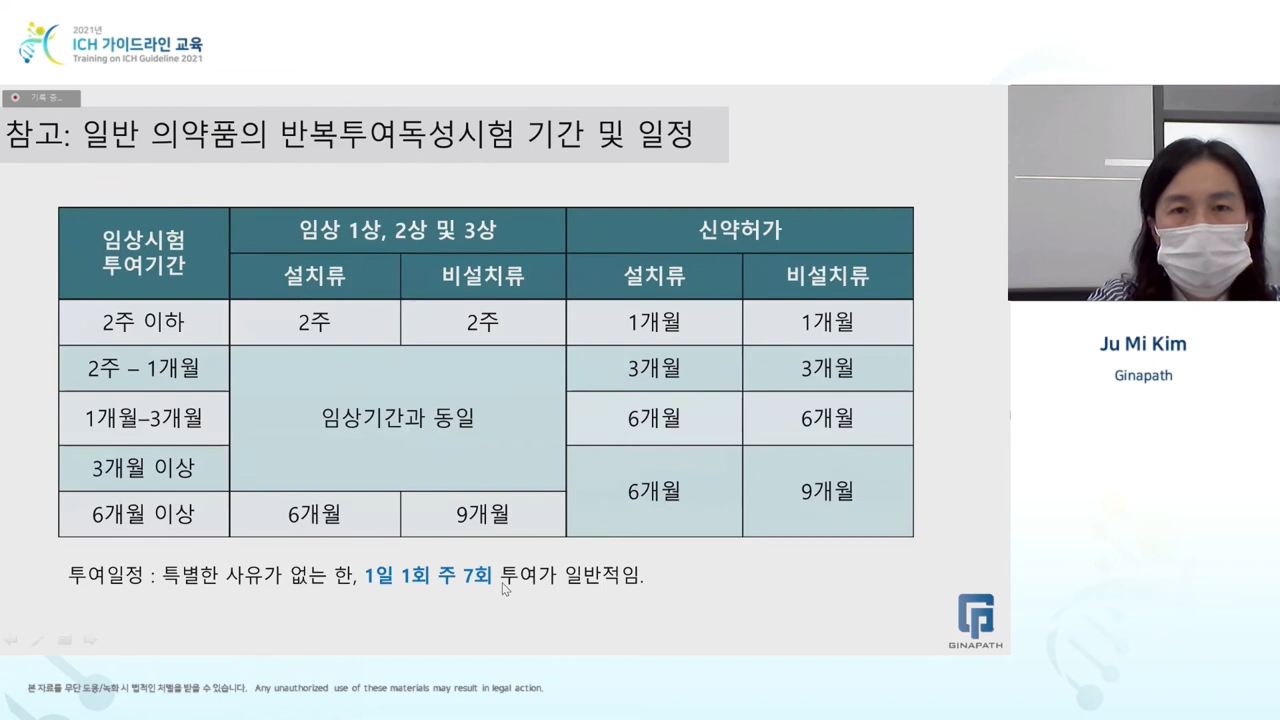 2021년
ICH 가이드라인 교육
Training on ICH Guideline 2021
기록 중...
참고: 일반 의약품의 반복투여독성시험 기간 및 일정
임상시험 투여기간
임상 1상, 2상 및 3상
신약허가
설치류
비설치류
설치류
비설치류
2주 이하
2주
2주
1개월
1개월
2주 – 1개월
임상기간과 동일
3개월
3개월
1개월–3개월
6개월
6개월
3개월 이상
6개월
9개월
6개월 이상
6개월
9개월
투여일정 : 특별한 사유가 없는 한, 1일 1회 주 7회 투여가 일반적임.
GINAPATH
Ju Mi Kim
Ginapath
본 자료를 무단 도용/녹화 시 법적인 처벌을 받을 수 있습니다. Any unauthorized use of these materials may result in legal action.